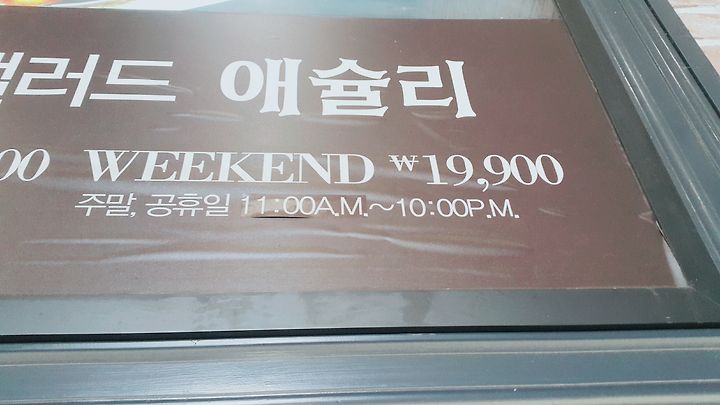 러드 애슐리
00 WEEKEND ₩19,900
주말, 공휴일 11:00A.M.~10:00P.M.